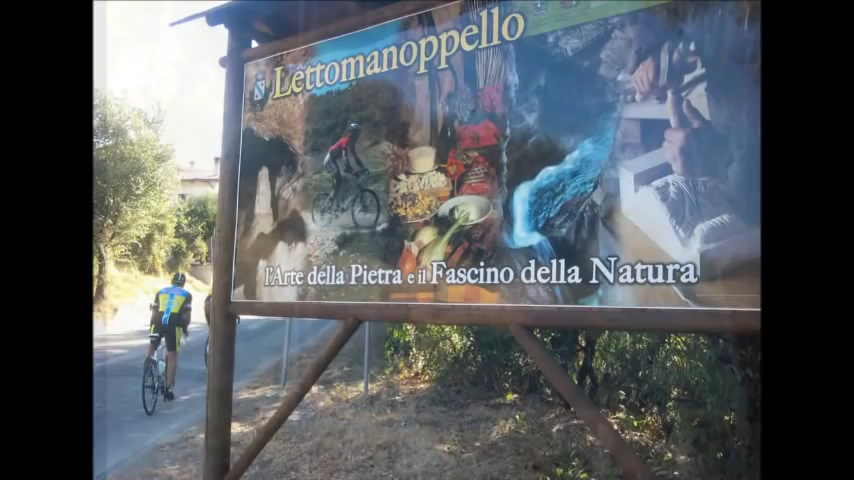 Lettomanoppello
l'Arte della Pietra e il Fascino della Natura